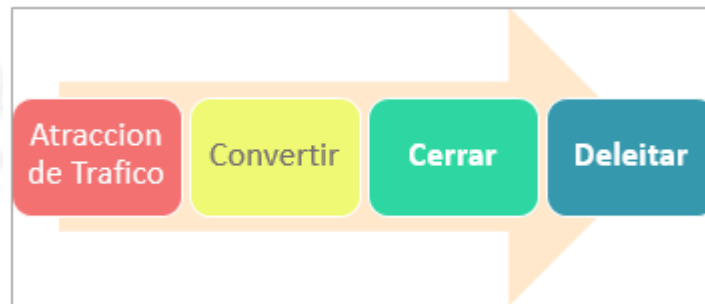 Atraccion
de Trafico
Convertir
Cerrar
Deleitar